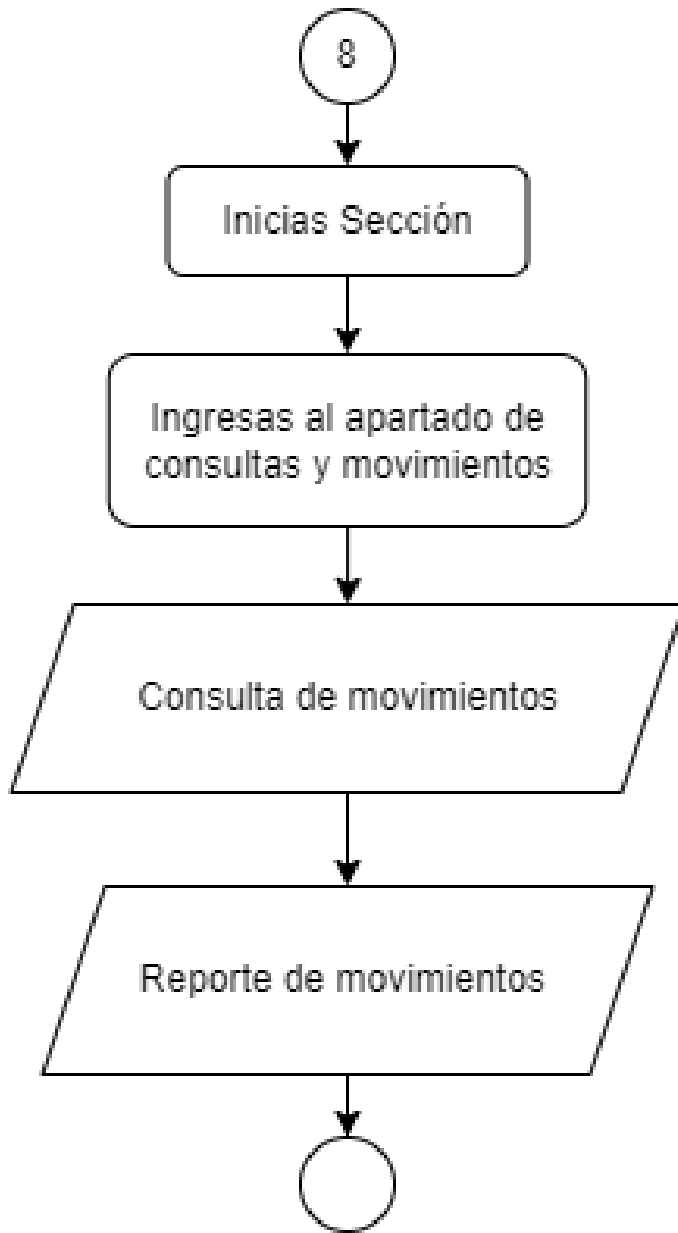 8
Inicias Sección
Ingresas al apartado de
consultas y movimientos
Consulta de movimientos
Reporte de movimientos